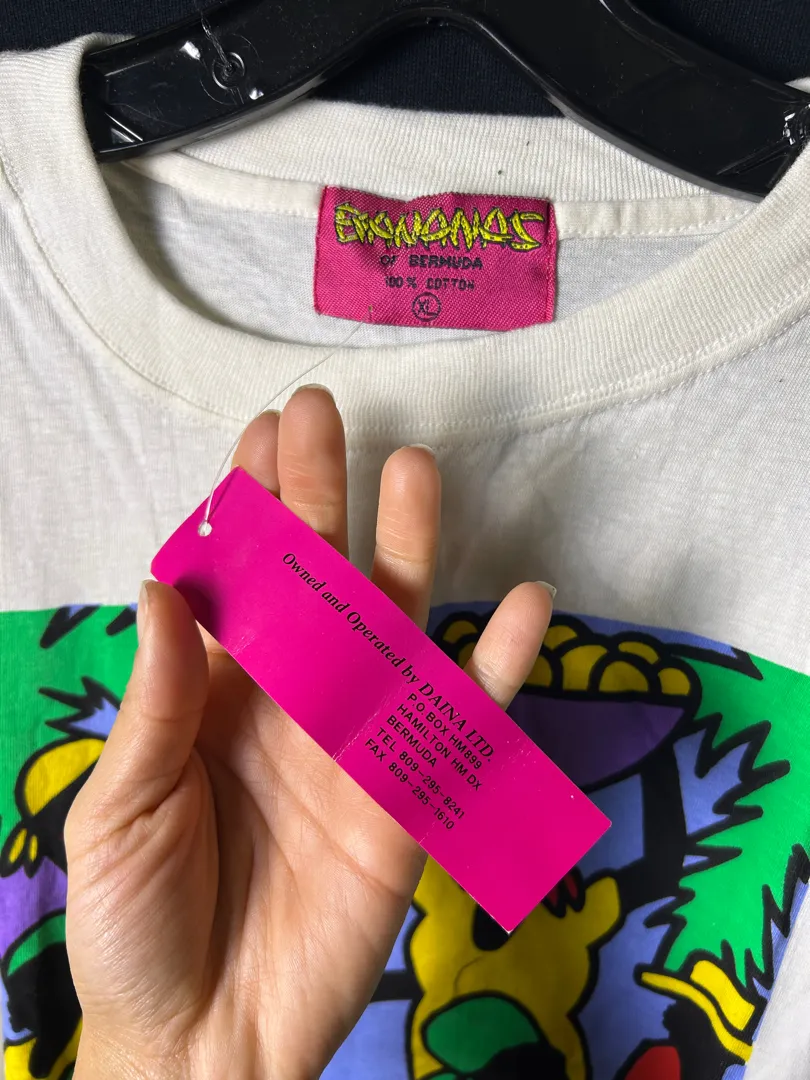 BANANAS
OF BERMUDA
100% COTTON
XL
Owned and Operated by DAINA LTD.
P.O. BOX HM899
HAMILTON HM DX
BERMUDA
TEL 809-295-8241
FAX 809-295-1610